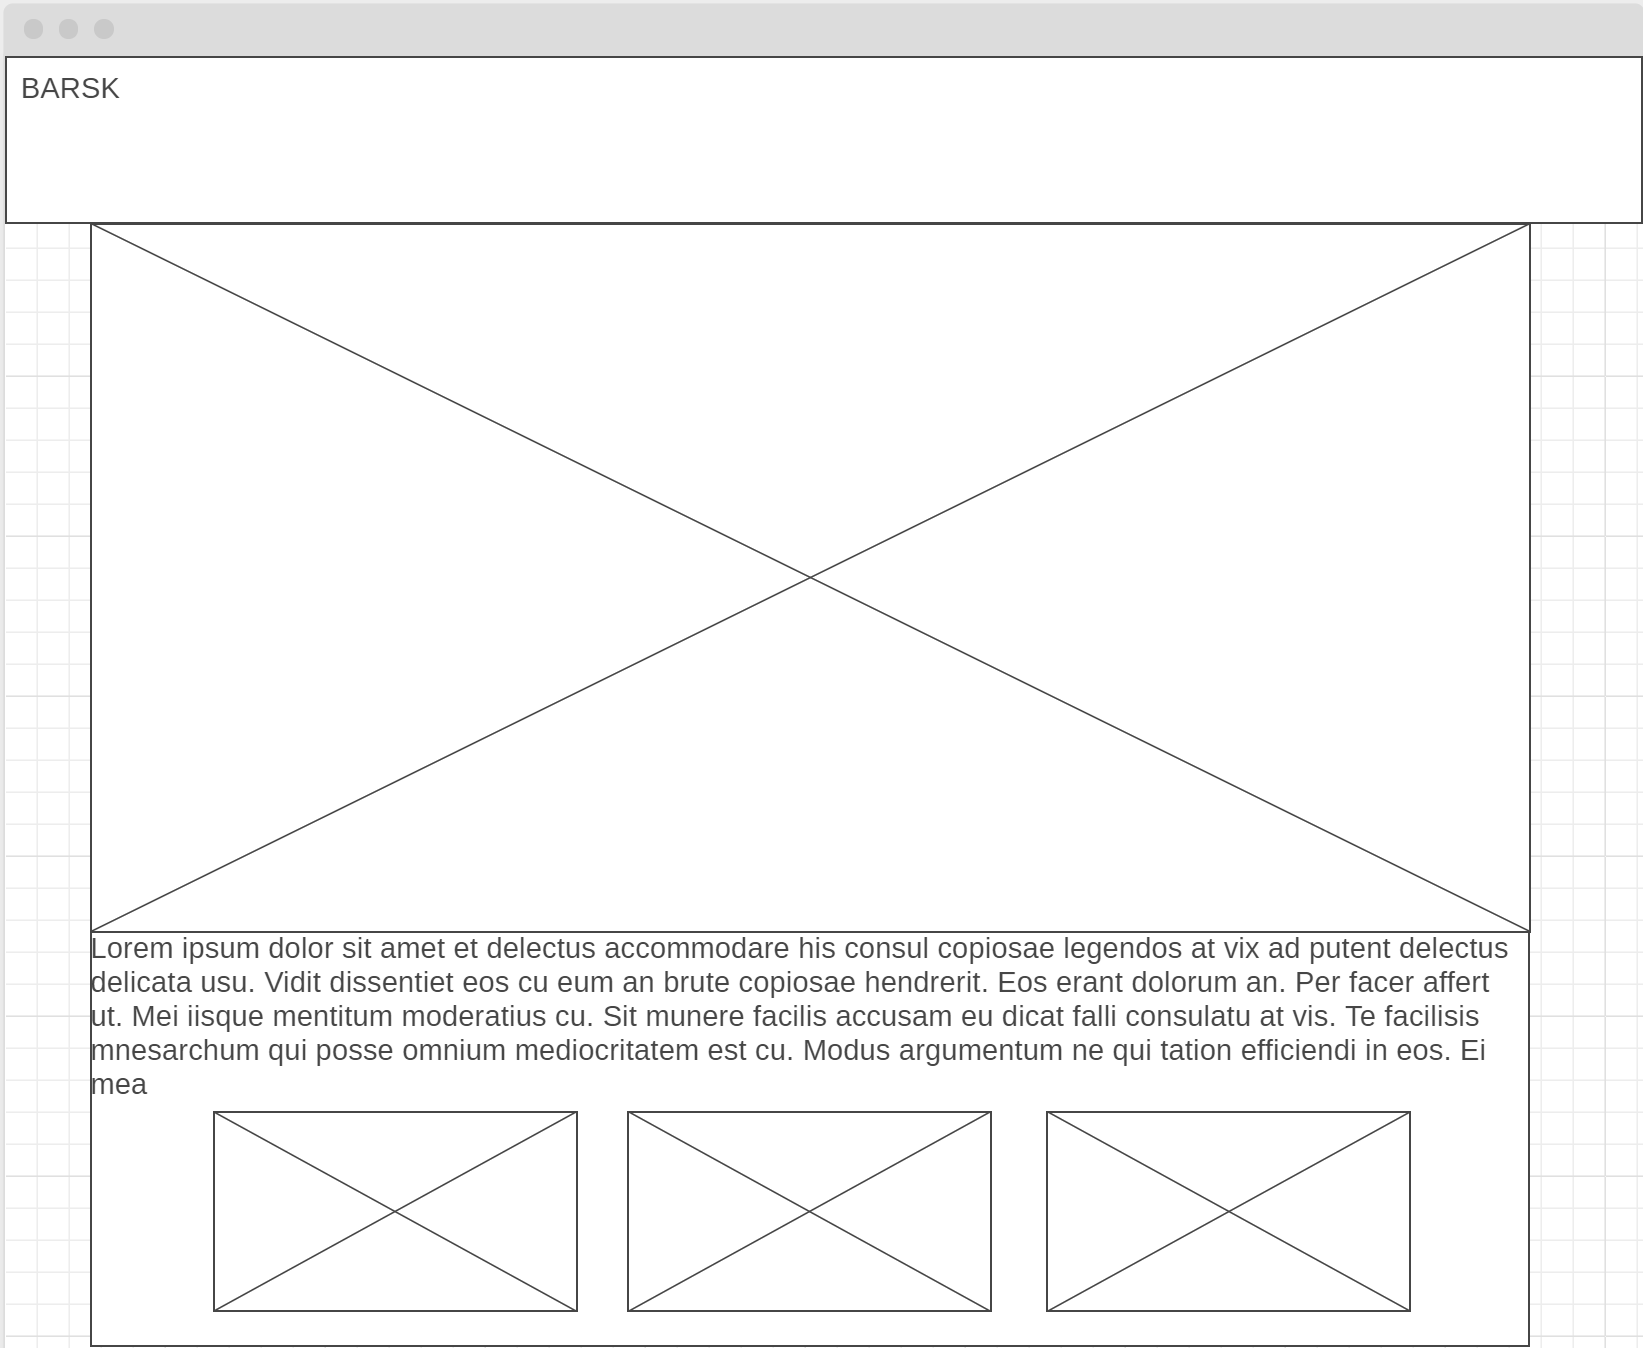 BARSK
Lorem ipsum dolor sit amet et delectus accommodare his consul copiosae legendos at vix ad putent delectus
delicata usu. Vidit dissentiet eos cu eum an brute copiosae hendrerit. Eos erant dolorum an. Per facer affert
ut. Mei iisque mentitum moderatius cu. Sit munere facilis accusam eu dicat falli consulatu at vis. Te facilisis
mnesarchum qui posse omnium mediocritatem est cu. Modus argumentum ne qui tation efficiendi in eos. Ei
mea